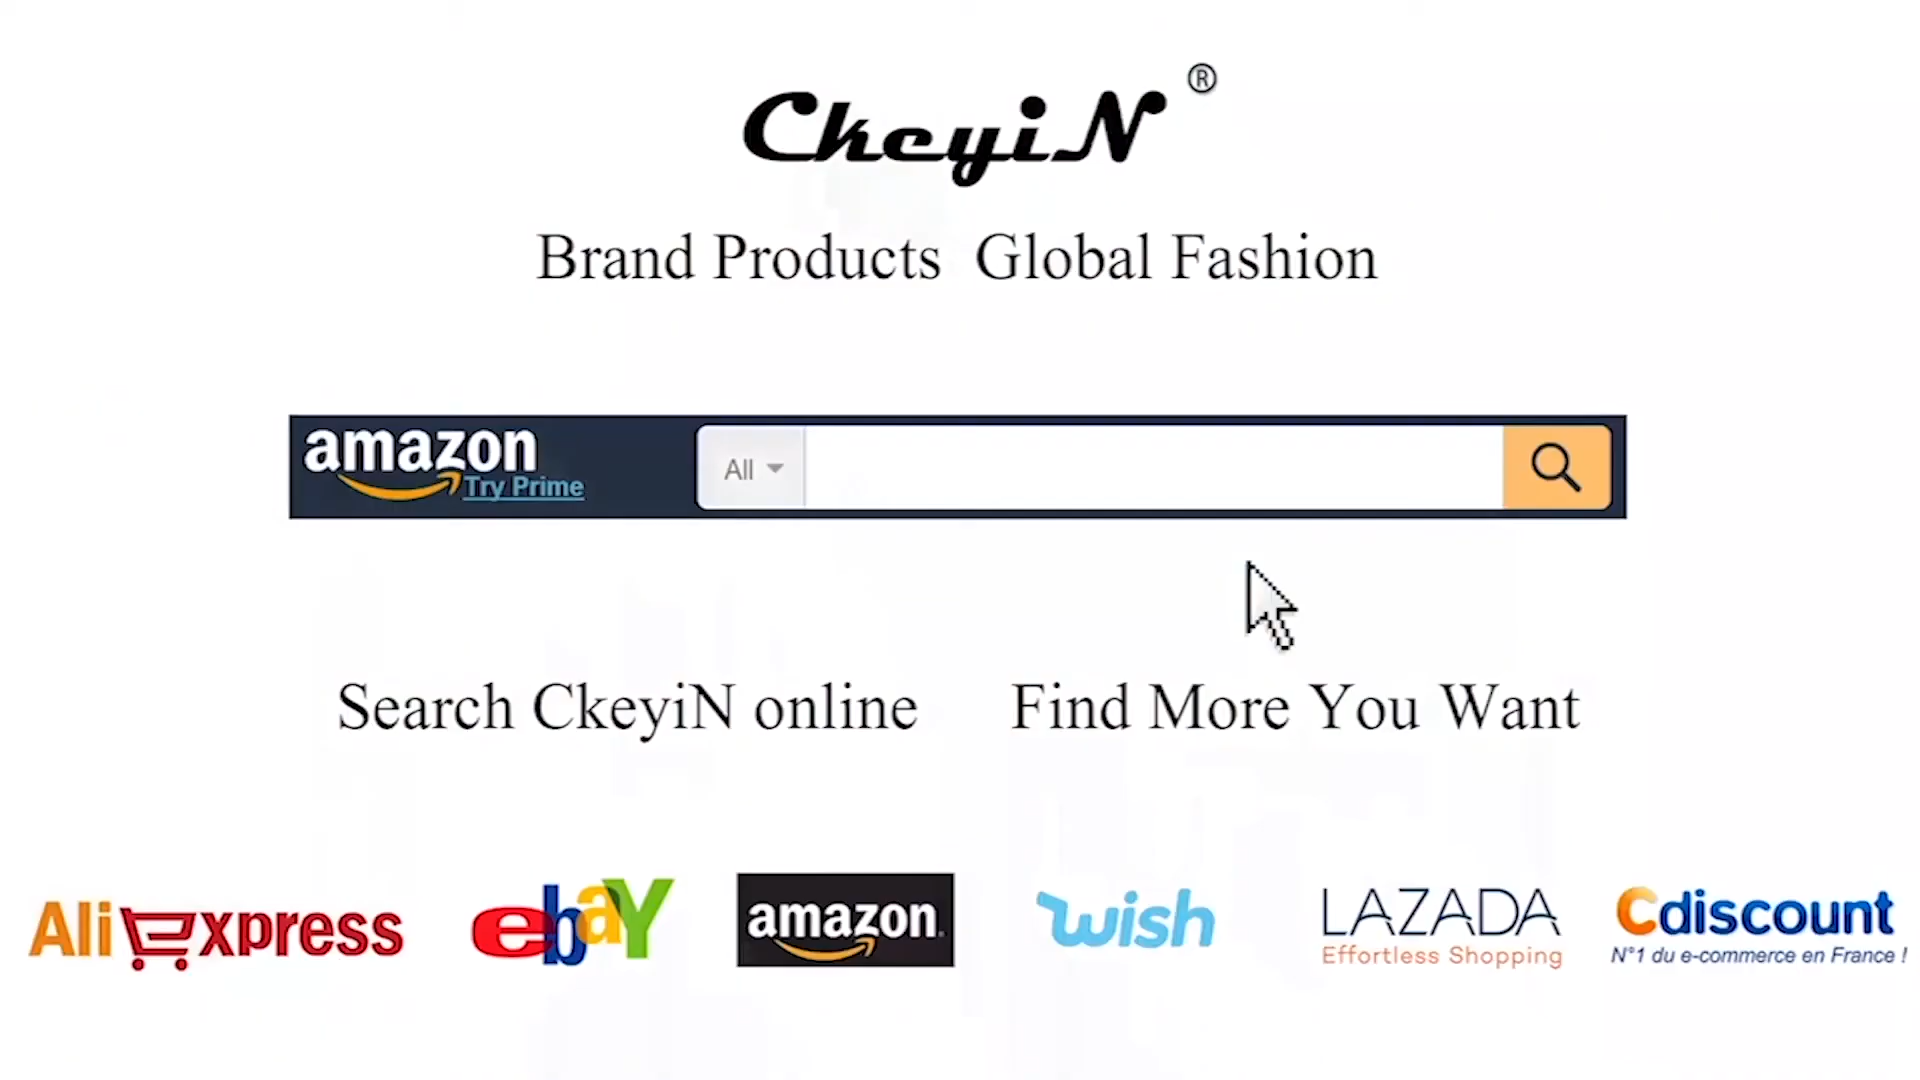 CkeyiN ®
Brand Products Global Fashion
amazon Try Prime All
Search CkeyiN online Find More You Want
AliExpress ebay amazon wish LAZADA Cdiscount
Effortless Shopping N°1 du e-commerce en France !